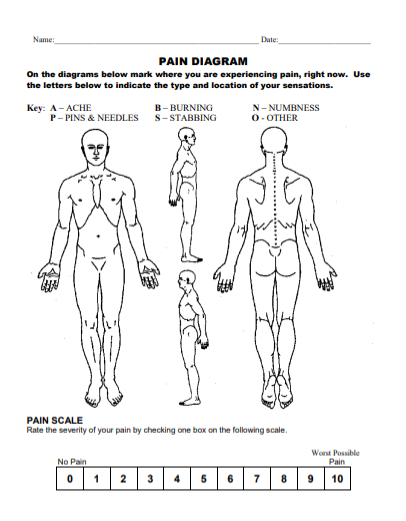 Name:________________________ Date:________________________
PAIN DIAGRAM
On the diagrams below mark where you are experiencing pain, right now. Use
the letters below to indicate the type and location of your sensations.
Key: A – ACHE B – BURNING N – NUMBNESS
P – PINS & NEEDLES S – STABBING O - OTHER
PAIN SCALE
Rate the severity of your pain by checking one box on the following scale.
Worst Possible
No Pain Pain
0 1 2 3 4 5 6 7 8 9 10